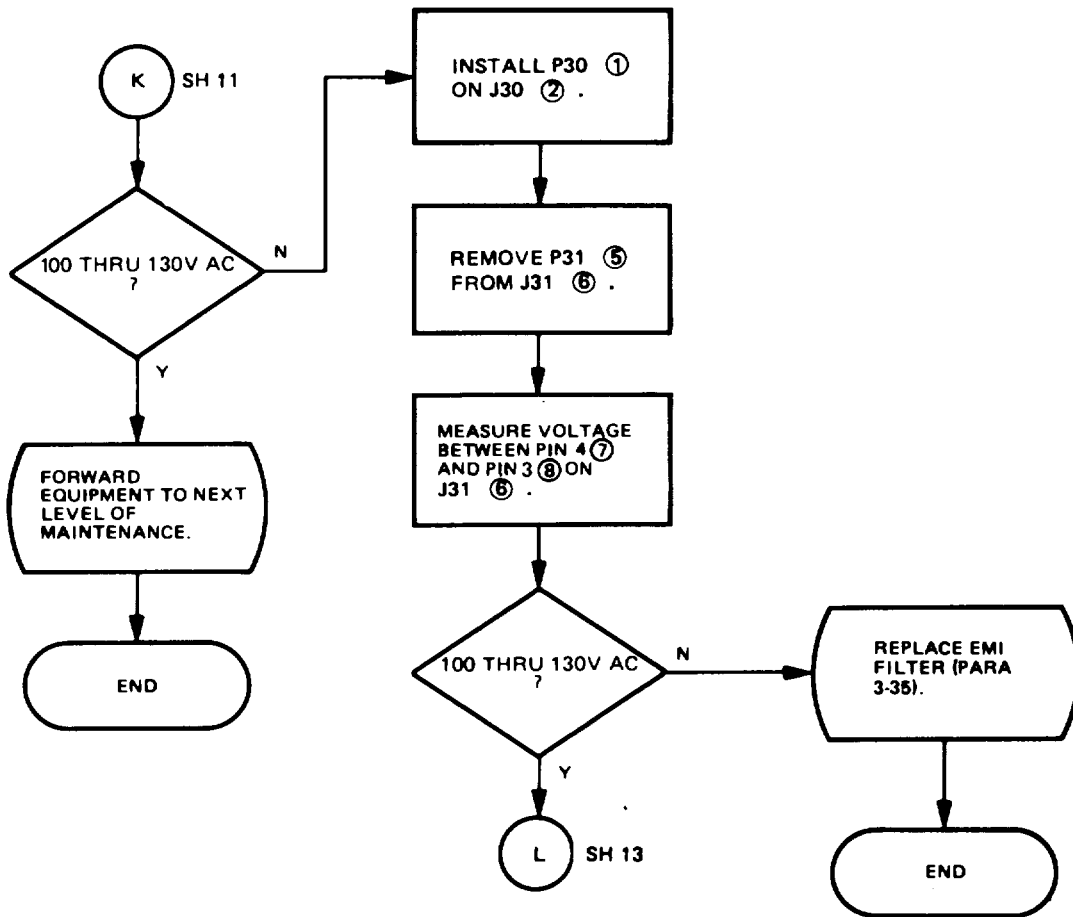 K SH 11
100 THRU 130V AC
?
N
Y
FORWARD
EQUIPMENT TO NEXT
LEVEL OF
MAINTENANCE.
END
INSTALL P30 ①
ON J30 ② .
REMOVE P31 ⑤
FROM J31 ⑥ .
MEASURE VOLTAGE
BETWEEN PIN 4 ⑦
AND PIN 3 ⑧ ON
J31 ⑥ .
100 THRU 130V AC
?
N
Y
L SH 13
REPLACE EMI
FILTER (PARA
3-35).
END